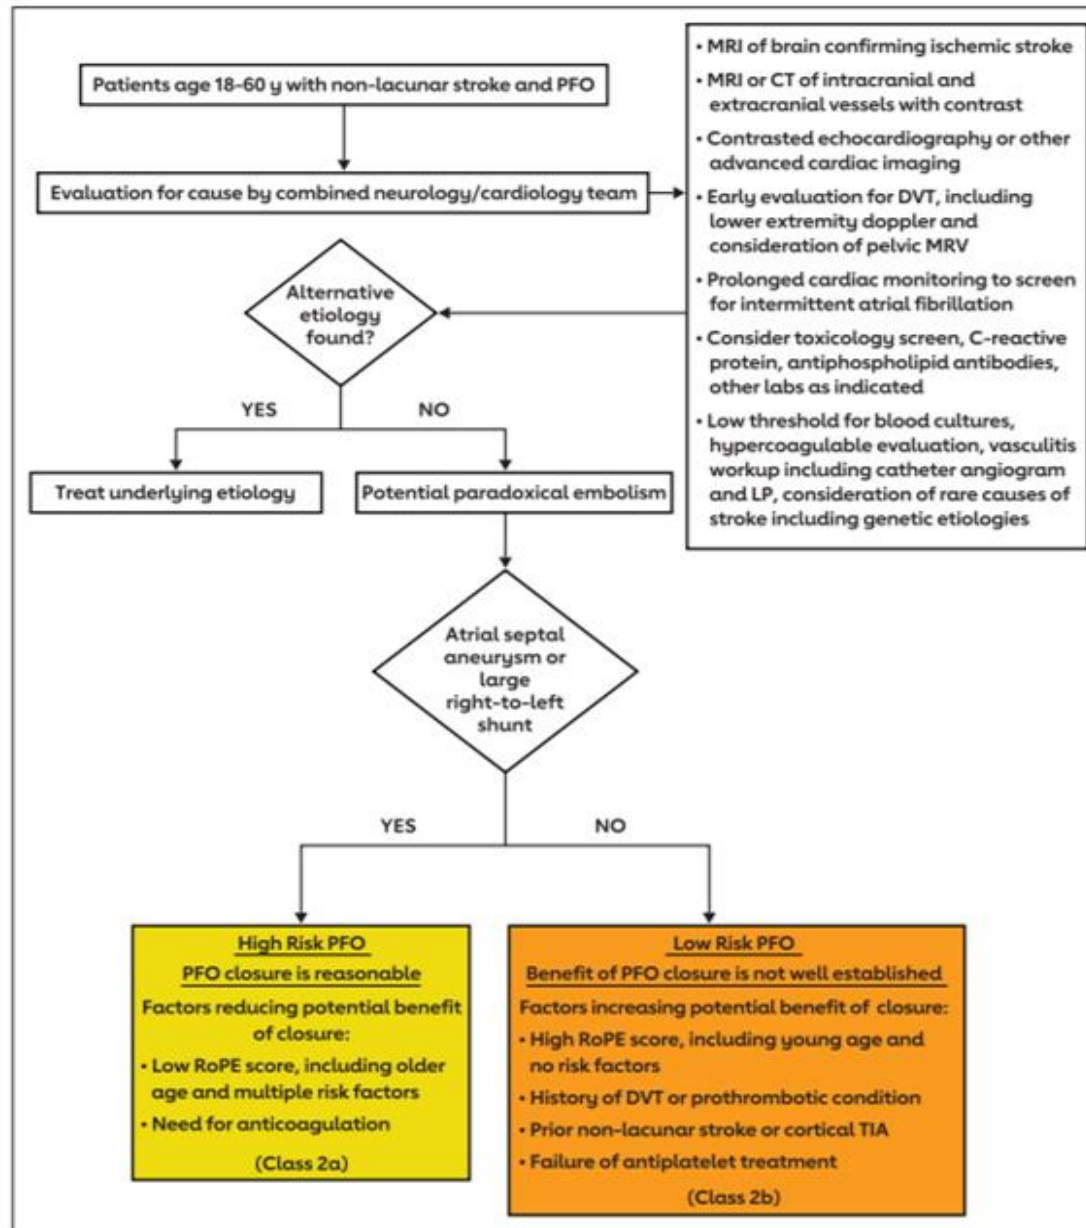 Patients age 18-60 y with non-lacunar stroke and PFO
Evaluation for cause by combined neurology/cardiology team
• MRI of brain confirming ischemic stroke
• MRI or CT of intracranial and
extracranial vessels with contrast
• Contrasted echocardiography or other
advanced cardiac imaging
• Early evaluation for DVT, including
lower extremity doppler and
consideration of pelvic MRV
• Prolonged cardiac monitoring to screen
for intermittent atrial fibrillation
• Consider toxicology screen, C-reactive
protein, antiphospholipid antibodies,
other labs as indicated
• Low threshold for blood cultures,
hypercoagulable evaluation, vasculitis
workup including catheter angiogram
and LP, consideration of rare causes of
stroke including genetic etiologies
Alternative
etiology
found?
YES
NO
Treat underlying etiology
Potential paradoxical embolism
Atrial septal
aneurysm or
large
right-to-left
shunt
YES
NO
High Risk PFO
PFO closure is reasonable
Factors reducing potential benefit
of closure:
• Low RoPE score, including older
age and multiple risk factors
• Need for anticoagulation
(Class 2a)
Low Risk PFO
Benefit of PFO closure is not well established
Factors increasing potential benefit of closure:
• High RoPE score, including young age and
no risk factors
• History of DVT or prothrombotic condition
• Prior non-lacunar stroke or cortical TIA
• Failure of antiplatelet treatment
(Class 2b)